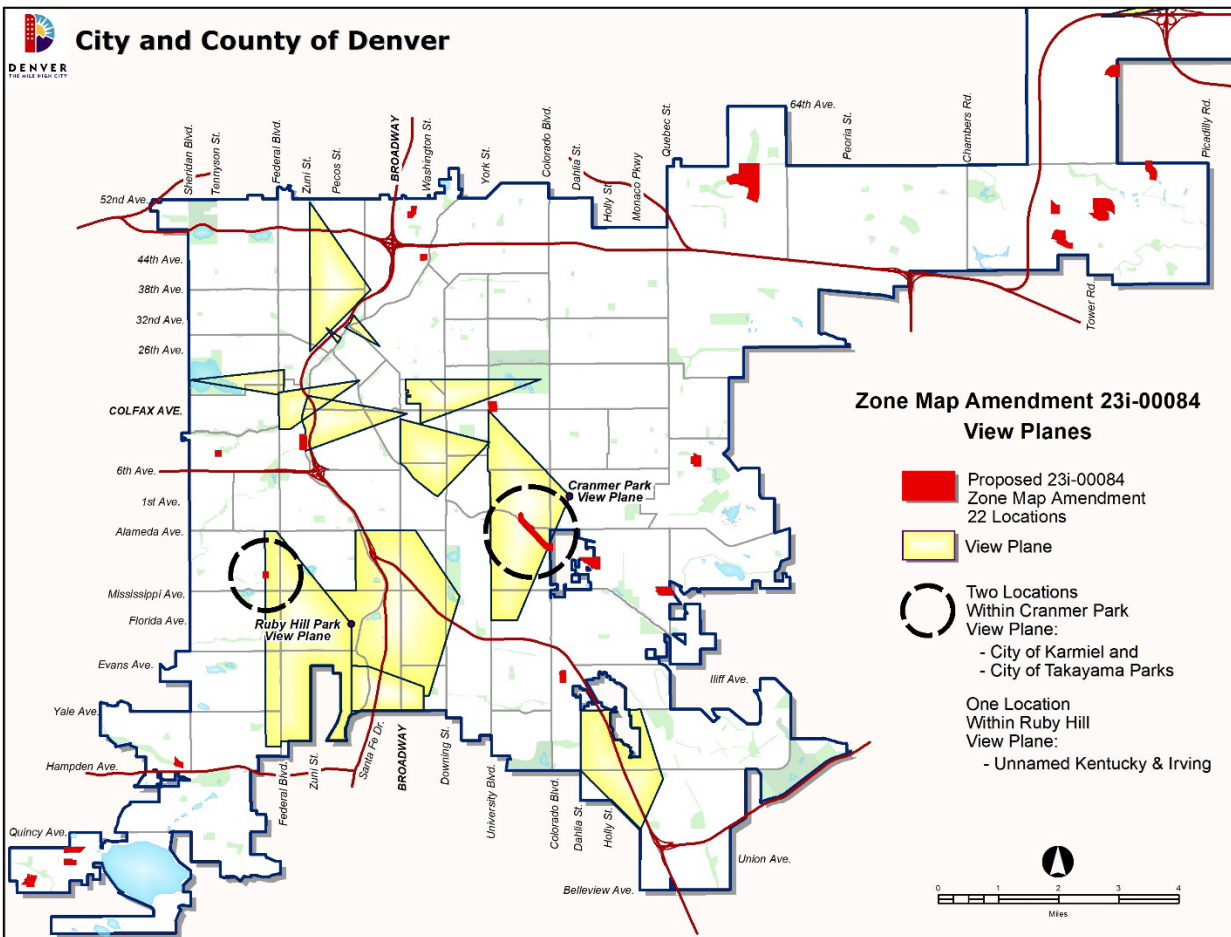 City and County of Denver
DENVER
THE MILE HIGH CITY
Sheridan Blvd.
Tennyson St.
Federal Blvd.
Zuni St.
Pecos St.
BROADWAY
Washington St.
York St.
Colorado Blvd.
Dahlia St.
Holly St.
Monaco Pkwy
Quebec St.
64th Ave.
Peoria St.
Chambers Rd.
Picadilly Rd.
Tower Rd.
52nd Ave.
44th Ave.
38th Ave.
32nd Ave.
26th Ave.
COLFAX AVE.
6th Ave.
1st Ave.
Alameda Ave.
Mississippi Ave.
Florida Ave.
Evans Ave.
Yale Ave.
Hampden Ave.
Quincy Ave.
Cranmer Park
View Plane
Ruby Hill Park
View Plane
Iliff Ave.
Federal Blvd.
Zuni St.
Santa Fe Dr.
BROADWAY
Downing St.
University Blvd.
Colorado Blvd.
Dahlia St.
Holly St.
Union Ave.
Belleview Ave.
Zone Map Amendment 23i-00084
View Planes
Proposed 23i-00084
Zone Map Amendment
22 Locations
View Plane
Two Locations
Within Cranmer Park
View Plane:
- City of Karmiel and
- City of Takayama Parks
One Location
Within Ruby Hill
View Plane:
- Unnamed Kentucky & Irving
0 1 2 3 4
Miles